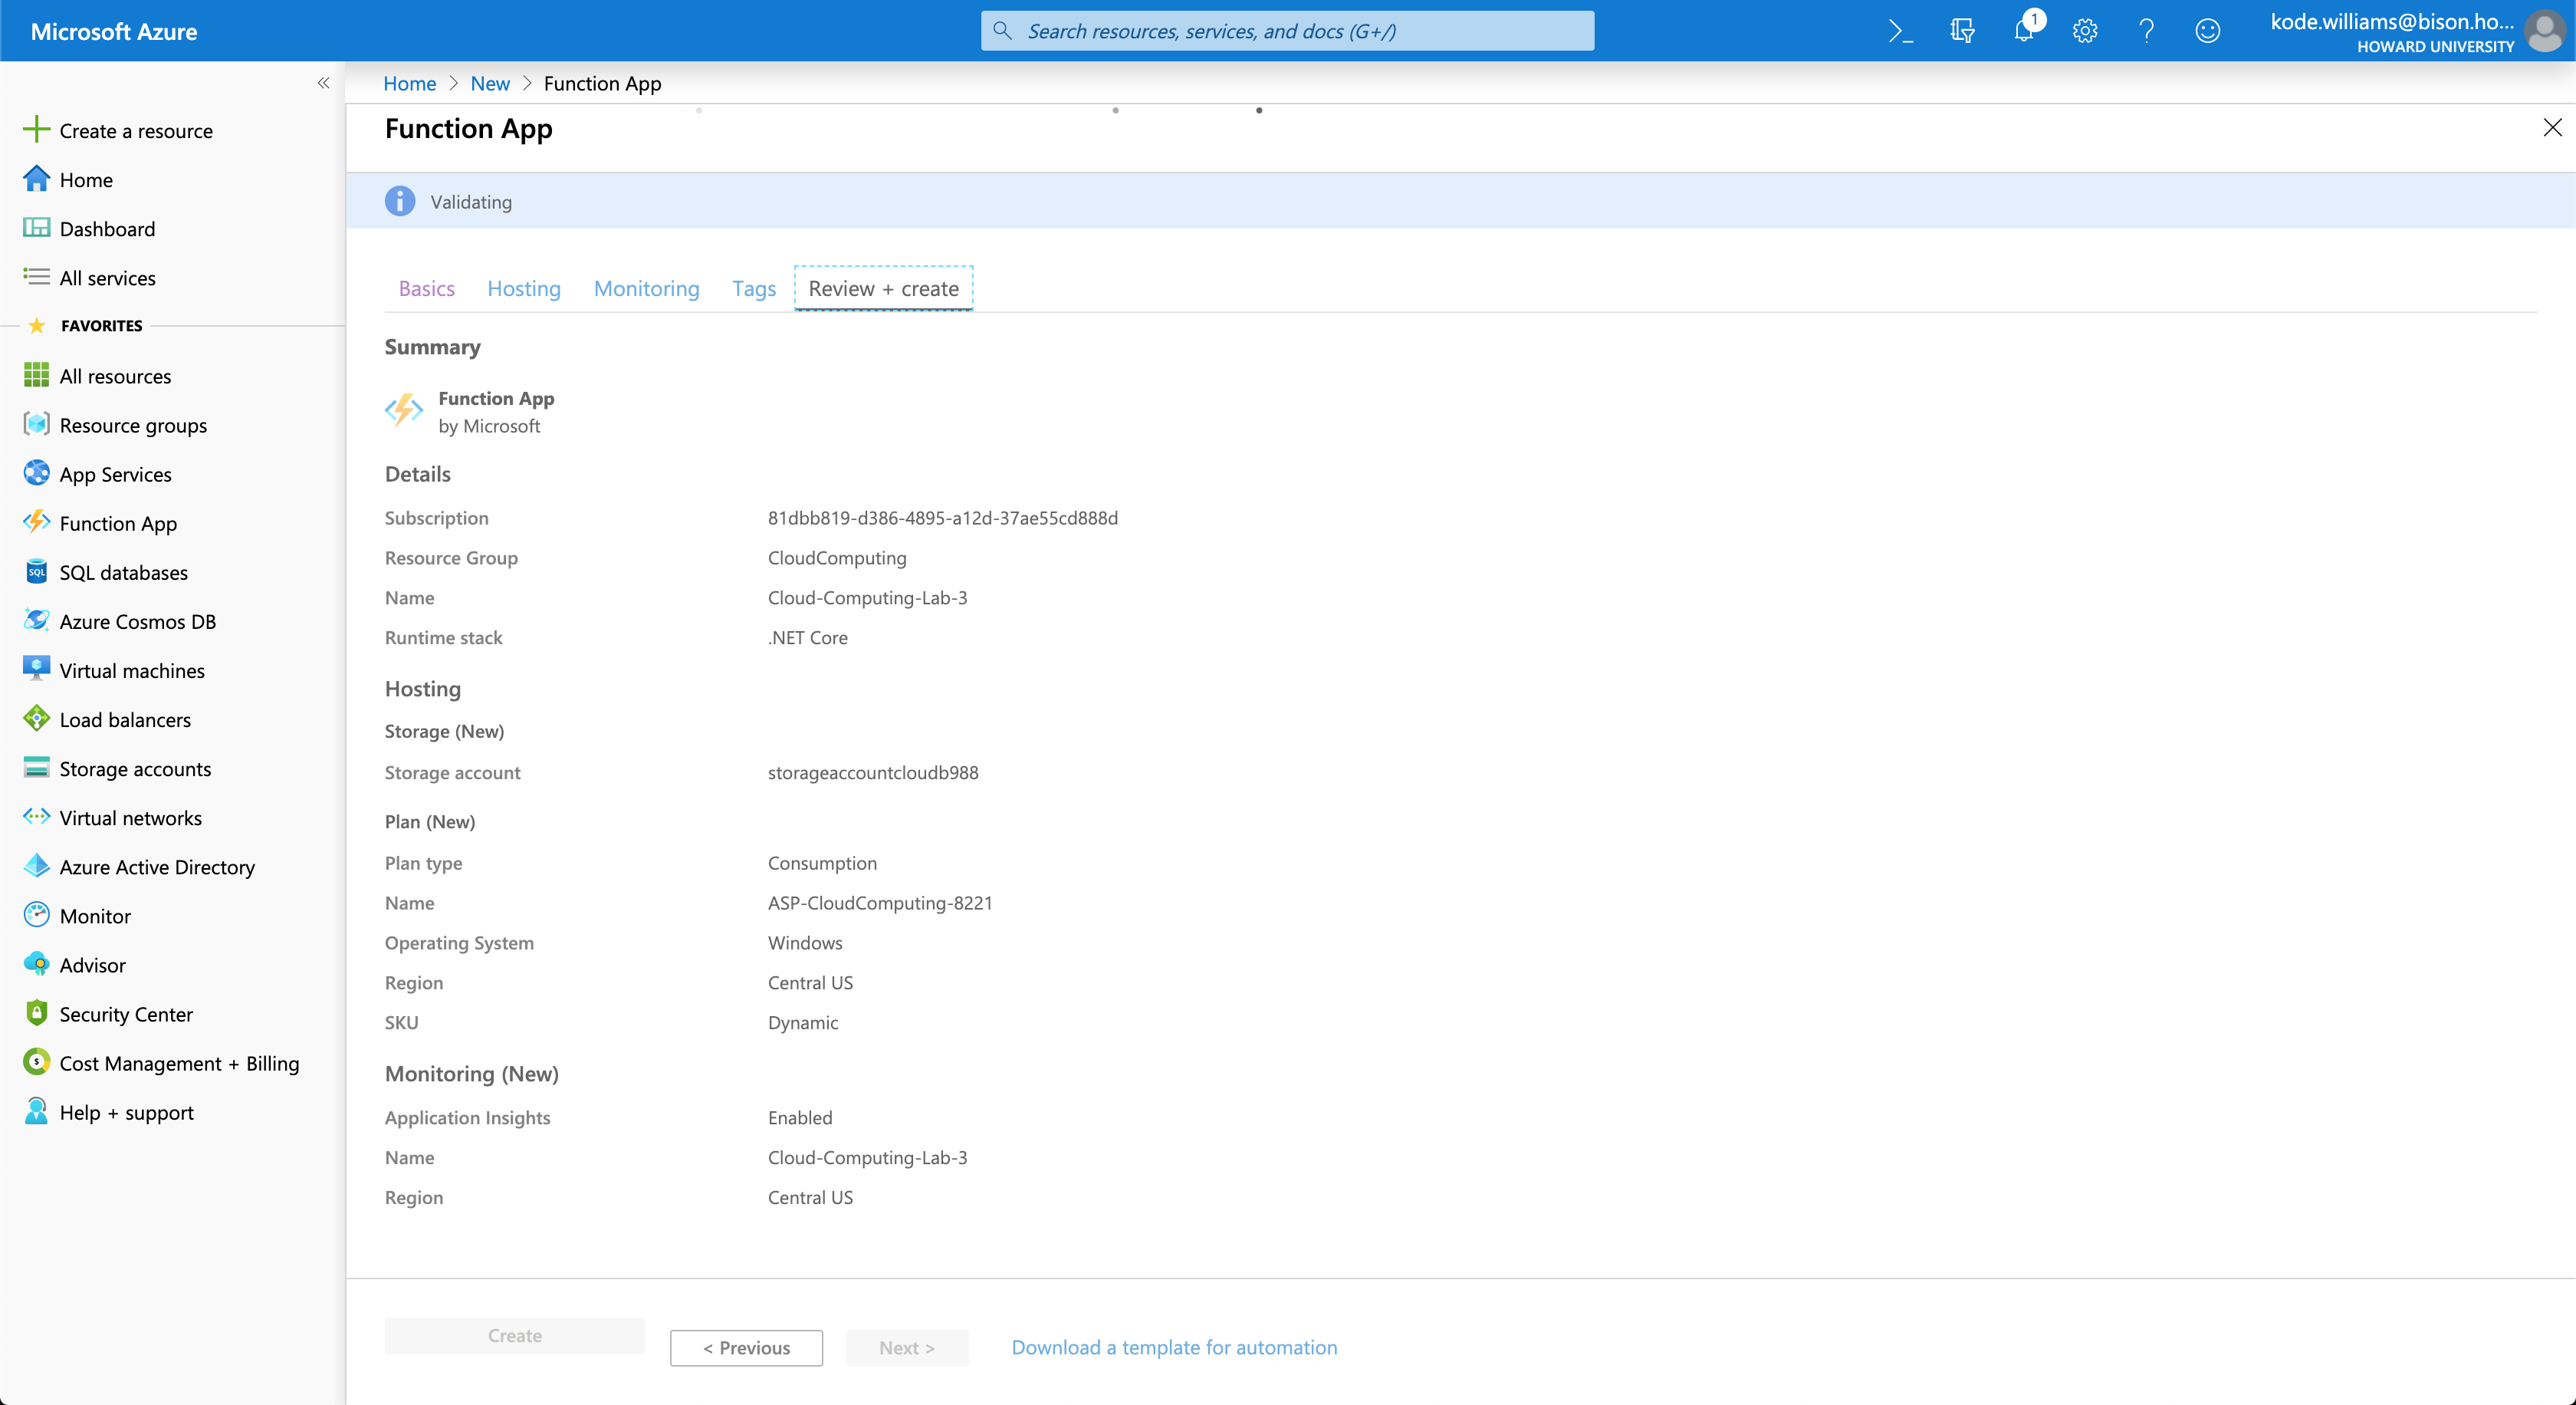 Microsoft Azure
Search resources, services, and docs (G+/)
1
kode.williams@bison.ho...
HOWARD UNIVERSITY
«
Home > New > Function App
Create a resource
Home
Dashboard
All services
FAVORITES
All resources
Resource groups
App Services
Function App
SQL databases
Azure Cosmos DB
Virtual machines
Load balancers
Storage accounts
Virtual networks
Azure Active Directory
Monitor
Advisor
Security Center
Cost Management + Billing
Help + support
Function App
Validating
Basics Hosting Monitoring Tags Review + create
Summary
Function App
by Microsoft
Details
Subscription 81dbb819-d386-4895-a12d-37ae55cd888d
Resource Group CloudComputing
Name Cloud-Computing-Lab-3
Runtime stack .NET Core
Hosting
Storage (New)
Storage account storageaccountcloudb988
Plan (New)
Plan type Consumption
Name ASP-CloudComputing-8221
Operating System Windows
Region Central US
SKU Dynamic
Monitoring (New)
Application Insights Enabled
Name Cloud-Computing-Lab-3
Region Central US
Create < Previous Next > Download a template for automation